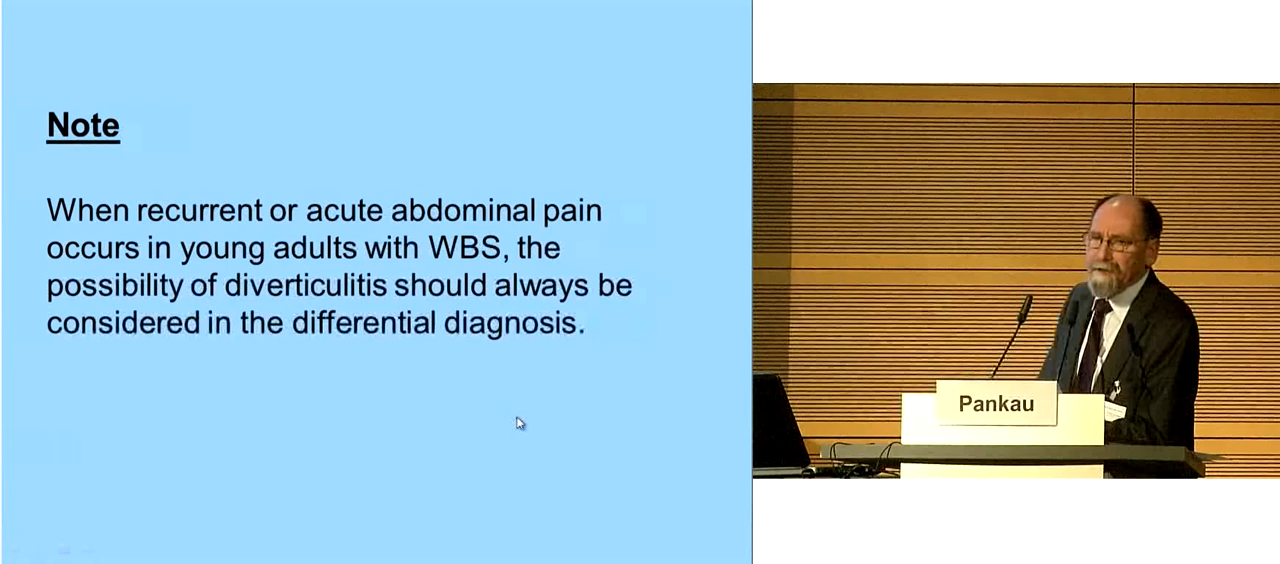 Note
When recurrent or acute abdominal pain
occurs in young adults with WBS, the
possibility of diverticulitis should always be
considered in the differential diagnosis.
Pankau